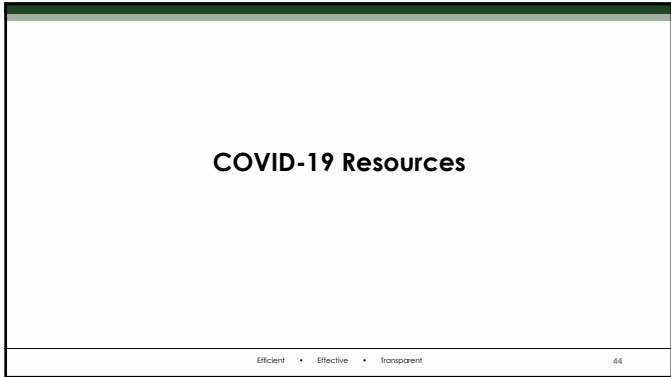 COVID-19 Resources
Efficient • Effective • Transparent
44